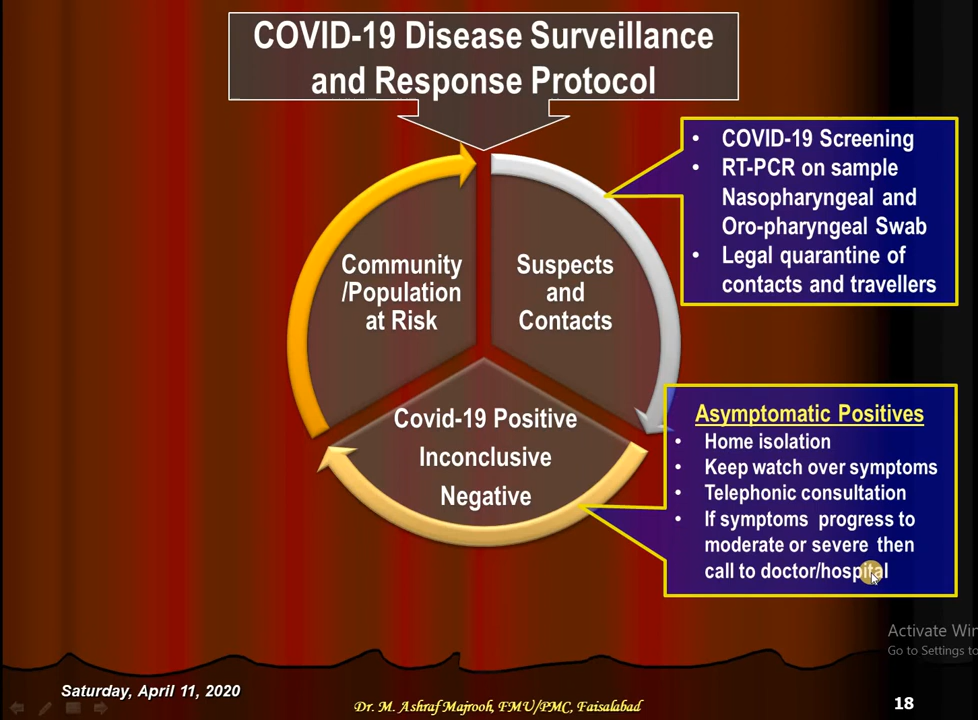 COVID-19 Disease Surveillance
and Response Protocol
• COVID-19 Screening
• RT-PCR on sample
Nasopharyngeal and
Oro-pharyngeal Swab
• Legal quarantine of
contacts and travellers
Community
/Population
at Risk
Suspects
and
Contacts
Covid-19 Positive
Inconclusive
Negative
Asymptomatic Positives
• Home isolation
• Keep watch over symptoms
• Telephonic consultation
• If symptoms progress to
moderate or severe then
call to doctor/hospital
Activate Win
Go to Settings to
Saturday, April 11, 2020
Dr. M. Ashraf Majrooh, FMU/PMC, Faisalabad
18